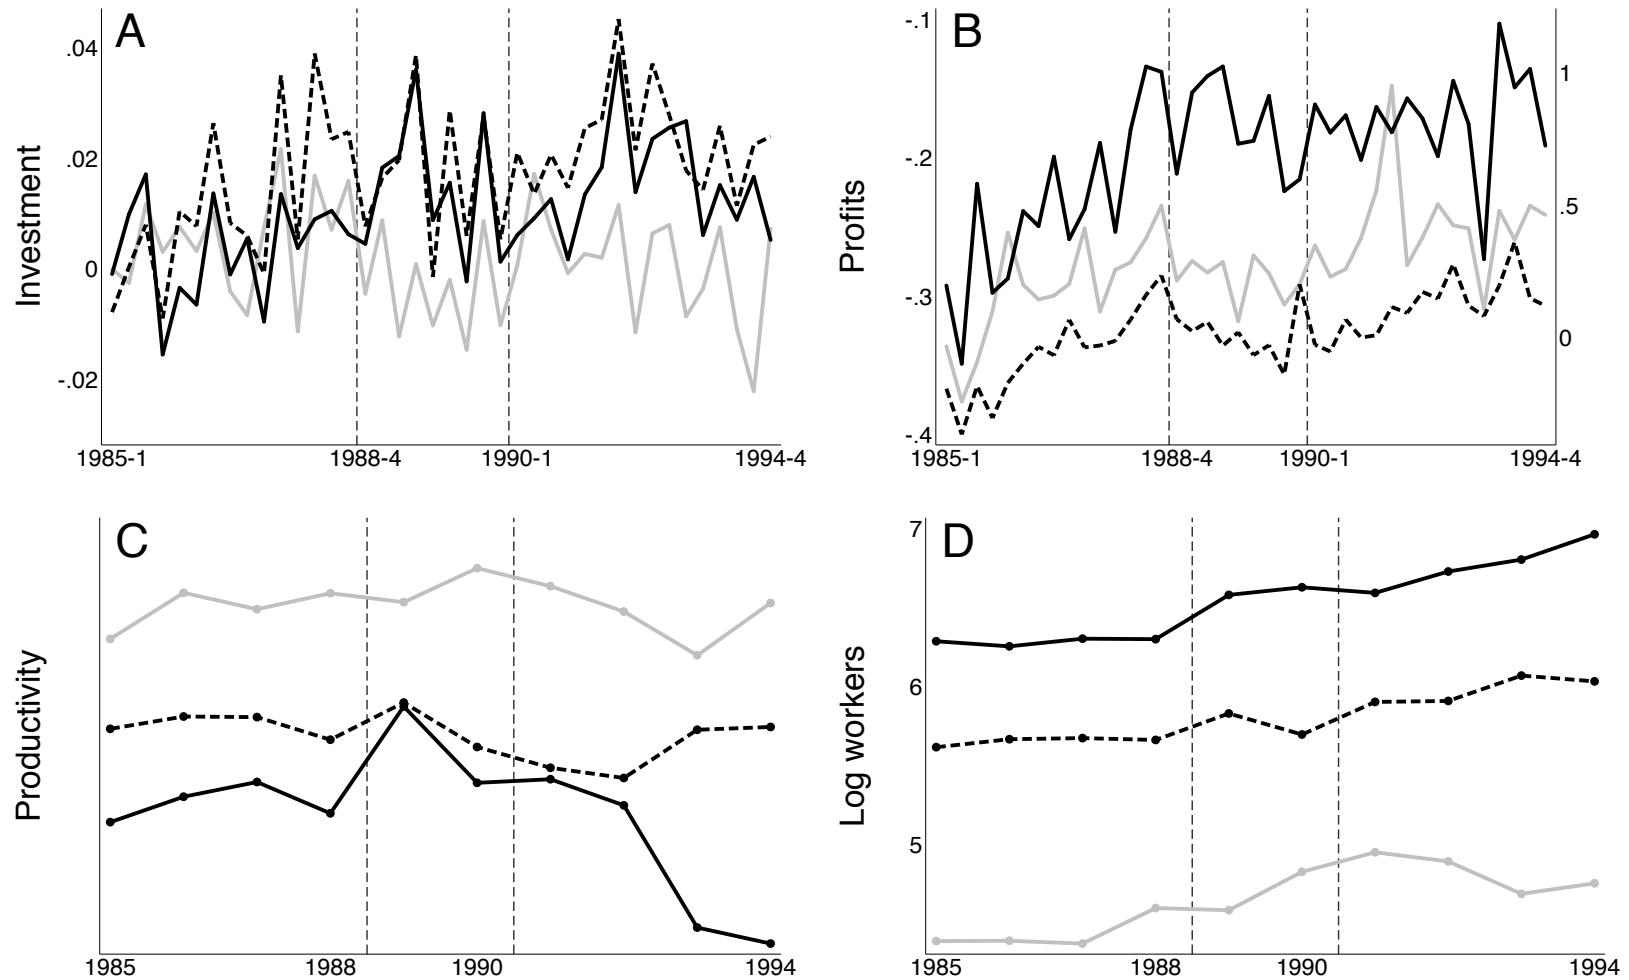 A
Investment
.04
.02
0
-.02
1985-1 1988-4 1990-1 1994-4
B
Profits
-.1
-.2
-.3
-.4
1
.5
0
1985-1 1988-4 1990-1 1994-4
C
Productivity
1985 1988 1990 1994
D
Log workers
7
6
5
1985 1988 1990 1994